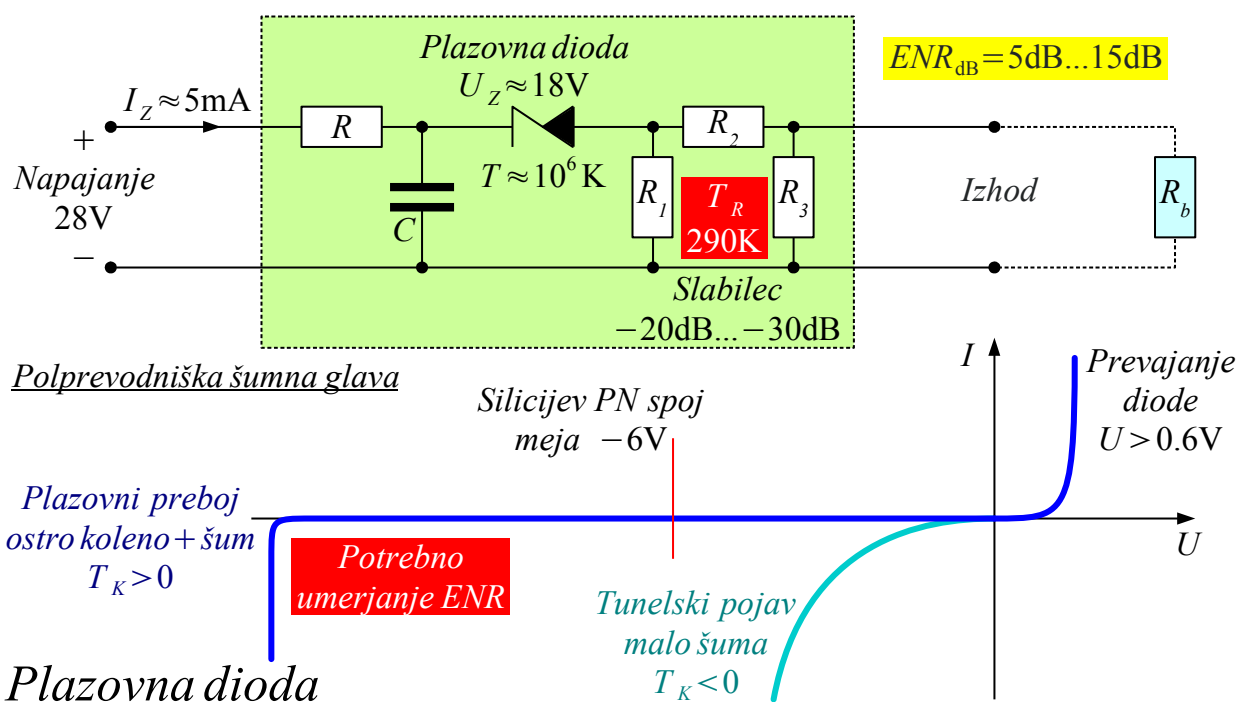 Plazovna dioda
U_Z≈18V
ENR_dB=5dB...15dB
I_Z≈5mA
R
R_2
+
Napajanje
28V
−
T≈10^6 K
C
R_1
T_R
290K
R_3
Izhod
R_b
Slabilec
−20dB...−30dB
Polprevodniška šumna glava
I
Prevajanje
diode
U>0.6V
Silicijev PN spoj
meja −6V
Plazovni preboj
ostro koleno+šum
T_K>0
U
Potrebno
umerjanje ENR
Tunelski pojav
malo šuma
T_K<0
Plazovna dioda